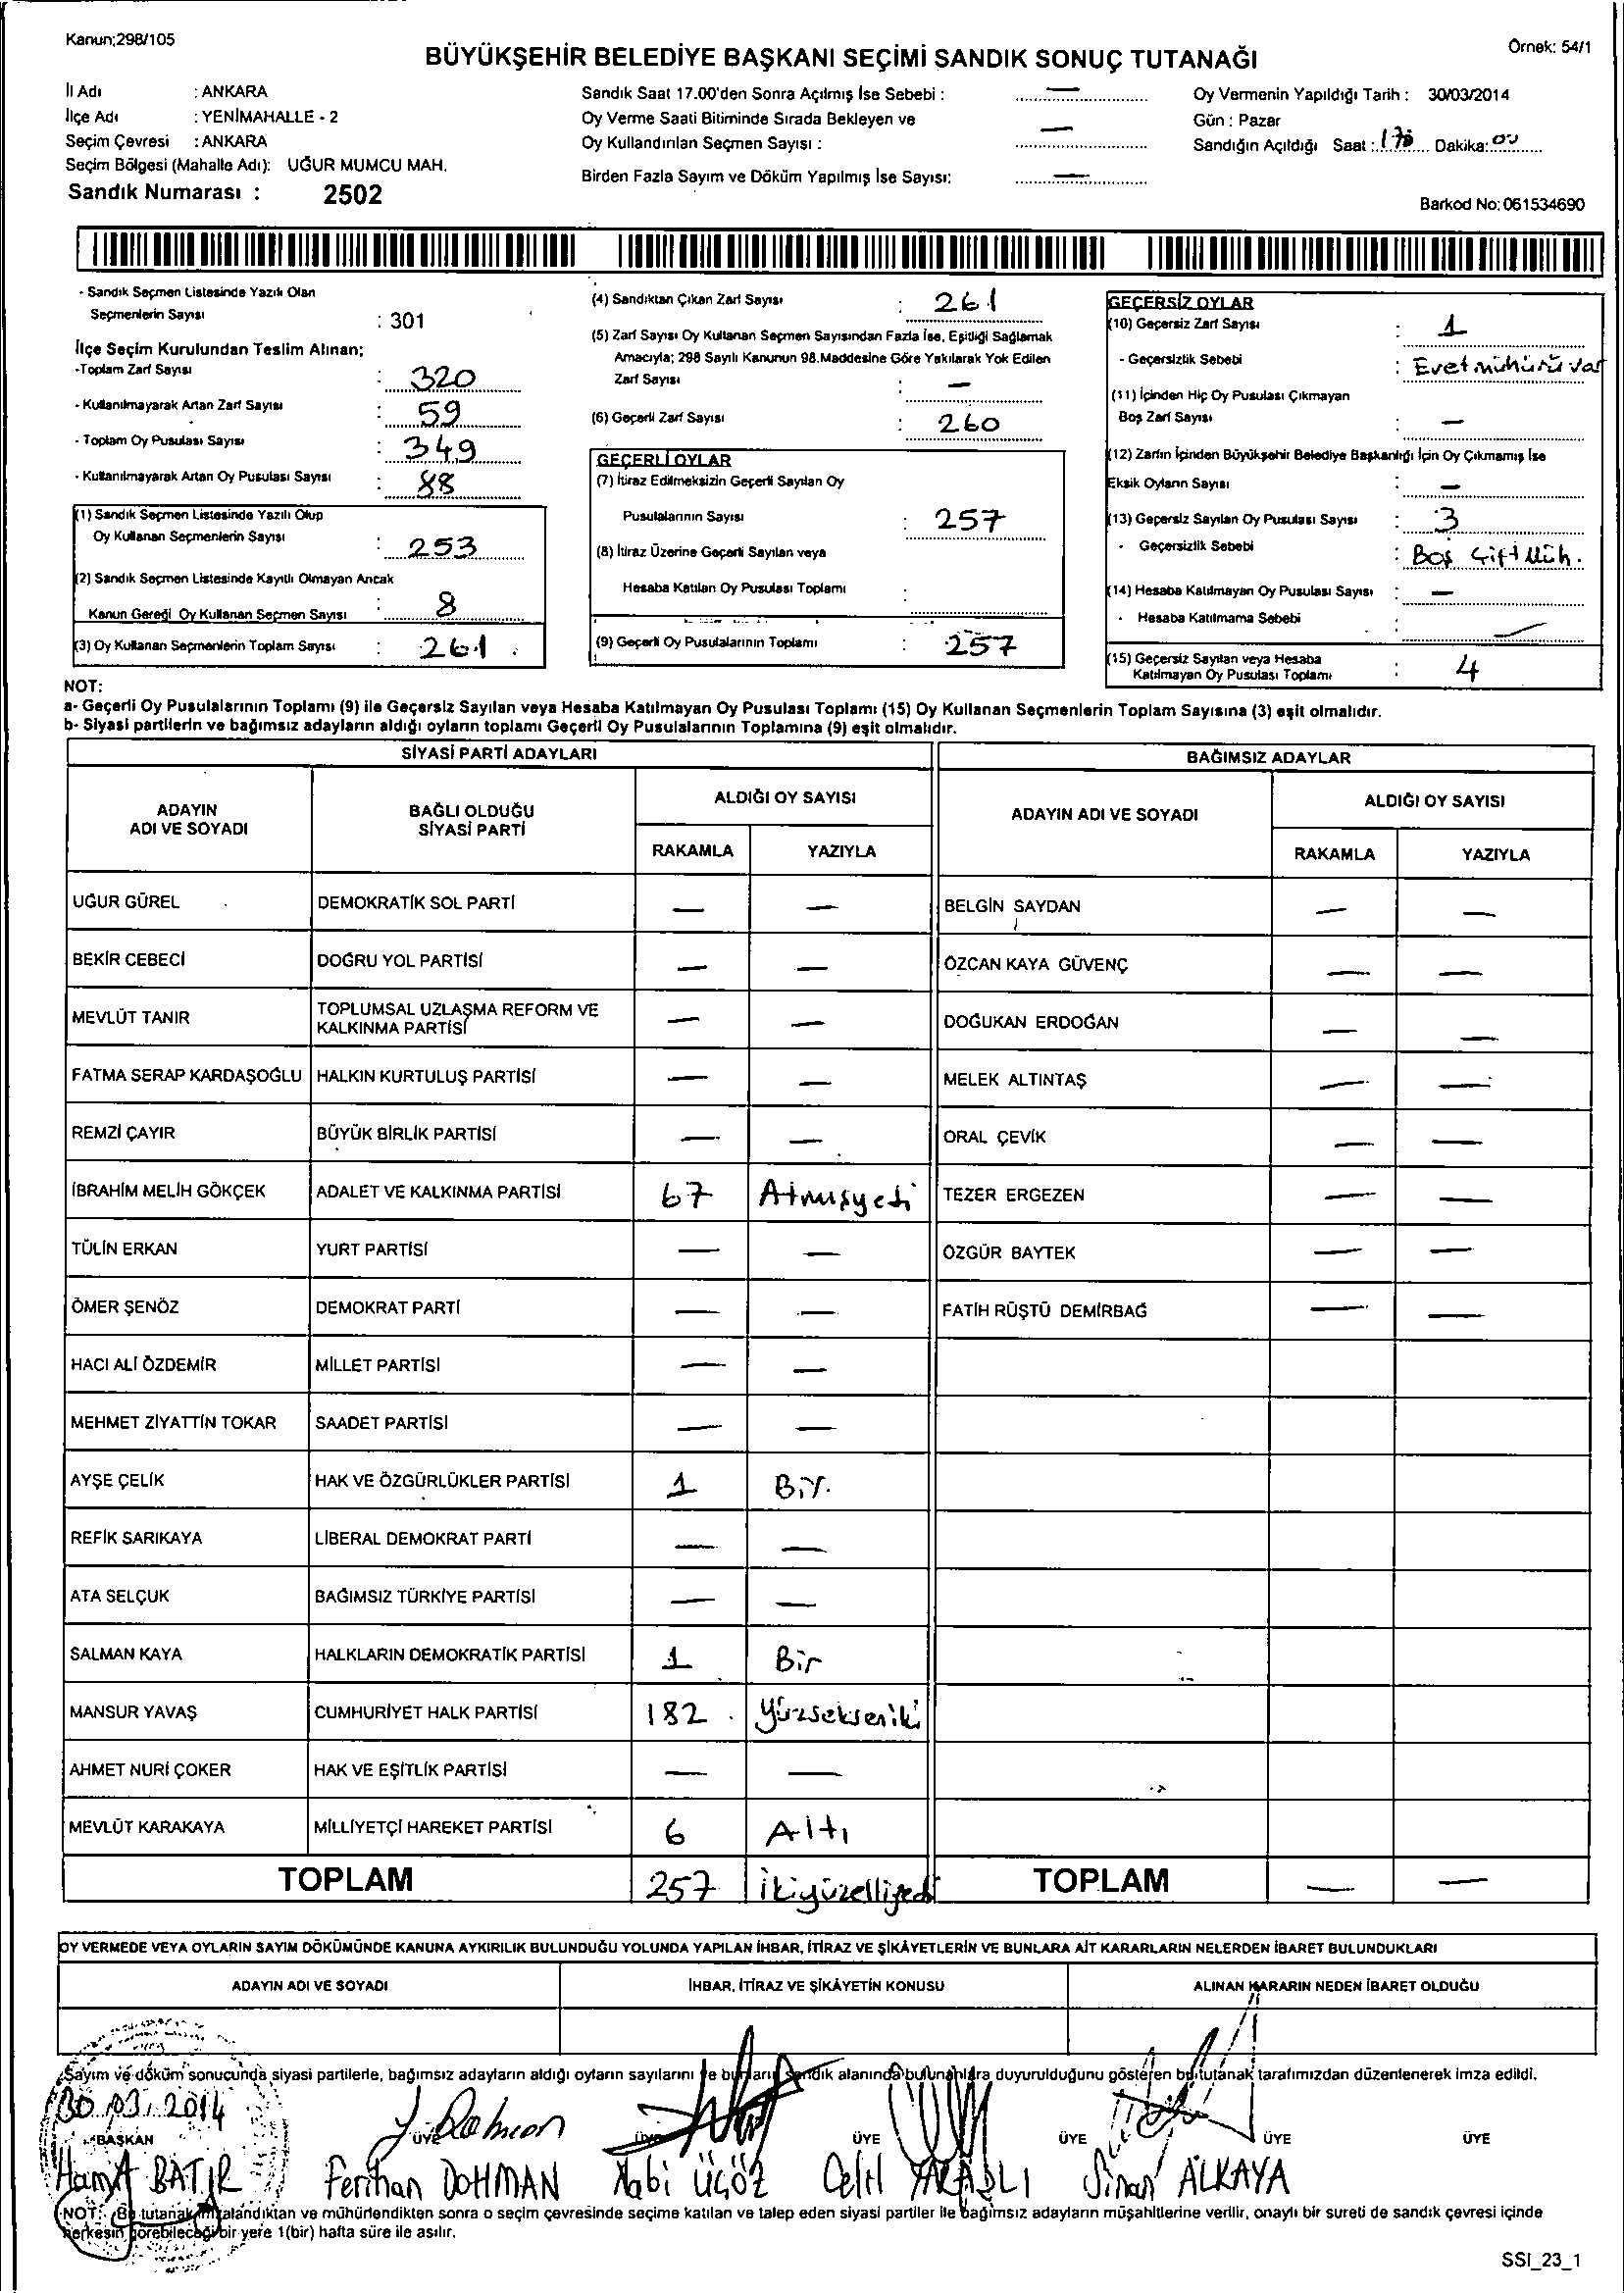 Kanun;298/105
Örnek: 54/1
BÜYÜKŞEHİR BELEDİYE BAŞKANI SEÇİMİ SANDIK SONUÇ TUTANAĞI
İl Adı : ANKARA
İlçe Adı : YENİMAHALLE - 2
Seçim Çevresi : ANKARA
Seçim Bölgesi (Mahalle Adı): UĞUR MUMCU MAH.
Sandık Numarası : 2502
Sandık Saat 17.00'den Sonra Açılmış İse Sebebi : —
Oy Verme Saati Bitiminde Sırada Bekleyen ve
Oy Kullandırılan Seçmen Sayısı : —
Birden Fazla Sayım ve Döküm Yapılmış İse Sayısı: —
Oy Vermenin Yapıldığı Tarih : 30/03/2014
Gün : Pazar
Sandığın Açıldığı Saat : Dakika:
Barkod No: 061534690
- Sandık Seçmen Listesinde Yazılı Olan
Seçmenlerin Sayısı : 301
İlçe Seçim Kurulundan Teslim Alınan;
-Toplam Zarf Sayısı : 320
- Kullanılmayarak Artan Zarf Sayısı : 59
- Toplam Oy Pusulası Sayısı : 349
- Kullanılmayarak Artan Oy Pusulası Sayısı : 88
(1) Sandık Seçmen Listesinde Yazılı Olup
Oy Kullanan Seçmenlerin Sayısı : 253
(2) Sandık Seçmen Listesinde Kayıtlı Olmayan Ancak
Kanun Gereği Oy Kullanan Seçmen Sayısı : 8
(3) Oy Kullanan Seçmenlerin Toplam Sayısı : 261
(4) Sandıktan Çıkan Zarf Sayısı : 261
(5) Zarf Sayısı Oy Kullanan Seçmen Sayısından Fazla İse, Eşitliği Sağlamak
Amacıyla; 298 Sayılı Kanunun 98.Maddesine Göre Yakılarak Yok Edilen
Zarf Sayısı : —
(6) Geçerli Zarf Sayısı : 260
GEÇERLİ OYLAR
(7) İtiraz Edilmeksizin Geçerli Sayılan Oy
Pusulalarının Sayısı : 257
(8) İtiraz Üzerine Geçerli Sayılan veya
Hesaba Katılan Oy Pusulası Toplamı :
(9) Geçerli Oy Pusulalarının Toplamı : 257
GEÇERSİZ OYLAR
(10) Geçersiz Zarf Sayısı : 1
- Geçersizlik Sebebi : Evet mühürü var
(11) İçinden Hiç Oy Pusulası Çıkmayan
Boş Zarf Sayısı : —
(12) Zarfın İçinden Büyükşehir Belediye Başkanlığı İçin Oy Çıkmamış İse
Eksik Oyların Sayısı : —
(13) Geçersiz Sayılan Oy Pusulası Sayısı : 3
- Geçersizlik Sebebi : Boş Çift Müh.
(14) Hesaba Katılmayan Oy Pusulası Sayısı : —
- Hesaba Katılmama Sebebi : —
(15) Geçersiz Sayılan veya Hesaba
Katılmayan Oy Pusulası Toplamı : 4
NOT:
a- Geçerli Oy Pusulalarının Toplamı (9) ile Geçersiz Sayılan veya Hesaba Katılmayan Oy Pusulası Toplamı (15) Oy Kullanan Seçmenlerin Toplam Sayısına (3) eşit olmalıdır.
b- Siyasi partilerin ve bağımsız adayların aldığı oyların toplamı Geçerli Oy Pusulalarının Toplamına (9) eşit olmalıdır.
SİYASİ PARTİ ADAYLARI
BAĞIMSIZ ADAYLAR
ADAYIN
ADI VE SOYADI
BAĞLI OLDUĞU
SİYASİ PARTİ
ALDIĞI OY SAYISI
RAKAMLA YAZIYLA
ADAYIN ADI VE SOYADI
ALDIĞI OY SAYISI
RAKAMLA YAZIYLA
UĞUR GÜREL DEMOKRATİK SOL PARTİ — — BELGİN SAYDAN — —
BEKİR CEBECİ DOĞRU YOL PARTİSİ — — ÖZCAN KAYA GÜVENÇ — —
MEVLÜT TANIR TOPLUMSAL UZLAŞMA REFORM VE
KALKINMA PARTİSİ — — DOĞUKAN ERDOĞAN — —
FATMA SERAP KARDAŞOĞLU HALKIN KURTULUŞ PARTİSİ — — MELEK ALTINTAŞ — —
REMZİ ÇAYIR BÜYÜK BİRLİK PARTİSİ — — ORAL ÇEVİK — —
İBRAHİM MELİH GÖKÇEK ADALET VE KALKINMA PARTİSİ 67 Atmışyedi TEZER ERGEZEN — —
TÜLİN ERKAN YURT PARTİSİ — — ÖZGÜR BAYTEK — —
ÖMER ŞENÖZ DEMOKRAT PARTİ — — FATİH RÜŞTÜ DEMİRBAĞ — —
HACI ALİ ÖZDEMİR MİLLET PARTİSİ — —
MEHMET ZİYATTİN TOKAR SAADET PARTİSİ — —
AYŞE ÇELİK HAK VE ÖZGÜRLÜKLER PARTİSİ 1 Bir.
REFİK SARIKAYA LİBERAL DEMOKRAT PARTİ — —
ATA SELÇUK BAĞIMSIZ TÜRKİYE PARTİSİ — —
SALMAN KAYA HALKLARIN DEMOKRATİK PARTİSİ 1 Bir
MANSUR YAVAŞ CUMHURİYET HALK PARTİSİ 182 Yüzsekseniki
AHMET NURİ ÇOKER HAK VE EŞİTLİK PARTİSİ — —
MEVLÜT KARAKAYA MİLLİYETÇİ HAREKET PARTİSİ 6 Altı
TOPLAM 257 İkiyüzelliyedi TOPLAM — —
OY VERMEDE VEYA OYLARIN SAYIM DÖKÜMÜNDE KANUNA AYKIRILIK BULUNDUĞU YOLUNDA YAPILAN İHBAR, İTİRAZ VE ŞİKÂYETLERİN VE BUNLARA AİT KARARLARIN NELERDEN İBARET BULUNDUKLARI
ADAYIN ADI VE SOYADI İHBAR, İTİRAZ VE ŞİKÂYETİN KONUSU ALINAN KARARIN NEDEN İBARET OLDUĞU
Sayım ve döküm sonucunda siyasi partilerle, bağımsız adayların aldığı oyların sayılarını ve bunların sandık alanında bulunanlara duyurulduğunu gösteren bu tutanak tarafımızdan düzenlenerek imza edildi.
30.03.2014
BAŞKAN ÜYE ÜYE ÜYE ÜYE ÜYE ÜYE
BATIR Ferihan DOHMAN Nabi ÜÇÖZ Celil Sinan ALKAYA
NOT: Bu tutanak imzalandıktan ve mühürlendikten sonra o seçim çevresinde seçime katılan ve talep eden siyasi partiler ile bağımsız adayların müşahitlerine verilir, onaylı bir sureti de sandık çevresi içinde
herkesin görebileceği bir yere 1(bir) hafta süre ile asılır.
SSI_23_1